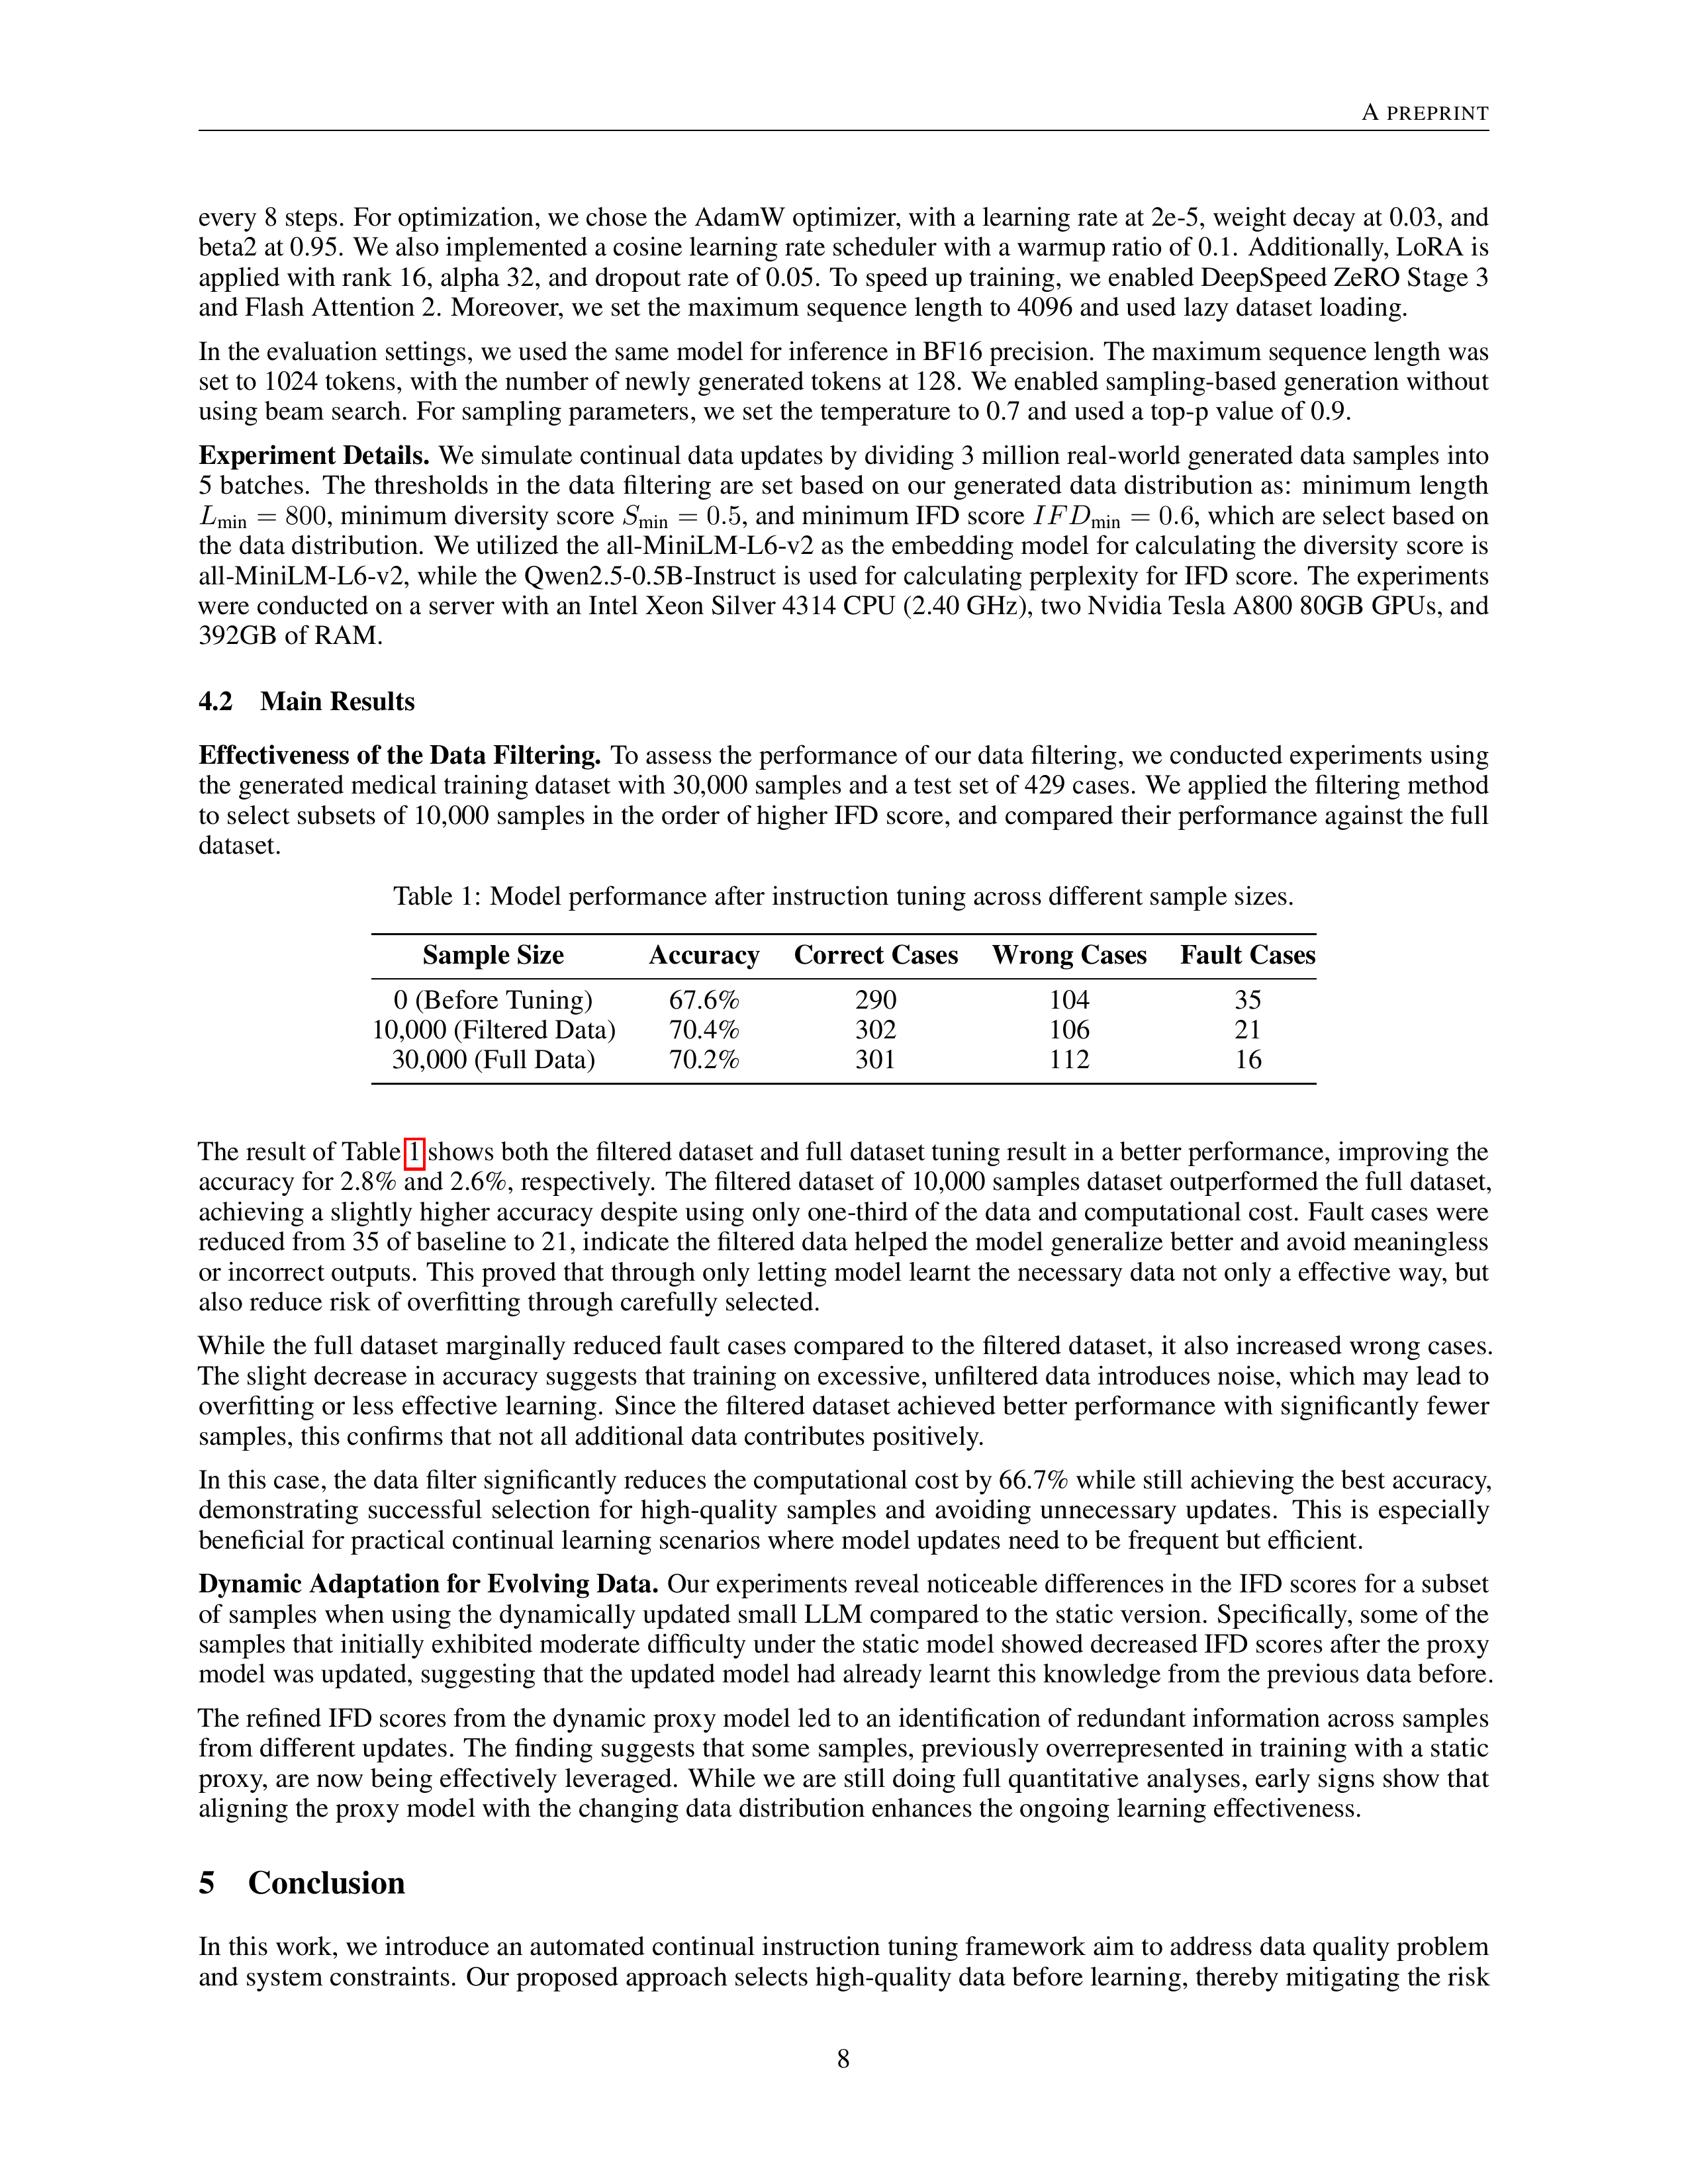 A PREPRINT
every 8 steps. For optimization, we chose the AdamW optimizer, with a learning rate at 2e-5, weight decay at 0.03, and
beta2 at 0.95. We also implemented a cosine learning rate scheduler with a warmup ratio of 0.1. Additionally, LoRA is
applied with rank 16, alpha 32, and dropout rate of 0.05. To speed up training, we enabled DeepSpeed ZeRO Stage 3
and Flash Attention 2. Moreover, we set the maximum sequence length to 4096 and used lazy dataset loading.
In the evaluation settings, we used the same model for inference in BF16 precision. The maximum sequence length was
set to 1024 tokens, with the number of newly generated tokens at 128. We enabled sampling-based generation without
using beam search. For sampling parameters, we set the temperature to 0.7 and used a top-p value of 0.9.
Experiment Details. We simulate continual data updates by dividing 3 million real-world generated data samples into
5 batches. The thresholds in the data filtering are set based on our generated data distribution as: minimum length
L_min = 800, minimum diversity score S_min = 0.5, and minimum IFD score IFD_min = 0.6, which are select based on
the data distribution. We utilized the all-MiniLM-L6-v2 as the embedding model for calculating the diversity score is
all-MiniLM-L6-v2, while the Qwen2.5-0.5B-Instruct is used for calculating perplexity for IFD score. The experiments
were conducted on a server with an Intel Xeon Silver 4314 CPU (2.40 GHz), two Nvidia Tesla A800 80GB GPUs, and
392GB of RAM.
4.2 Main Results
Effectiveness of the Data Filtering. To assess the performance of our data filtering, we conducted experiments using
the generated medical training dataset with 30,000 samples and a test set of 429 cases. We applied the filtering method
to select subsets of 10,000 samples in the order of higher IFD score, and compared their performance against the full
dataset.
Table 1: Model performance after instruction tuning across different sample sizes.
Sample Size Accuracy Correct Cases Wrong Cases Fault Cases
0 (Before Tuning) 67.6% 290 104 35
10,000 (Filtered Data) 70.4% 302 106 21
30,000 (Full Data) 70.2% 301 112 16
The result of Table 1 shows both the filtered dataset and full dataset tuning result in a better performance, improving the
accuracy for 2.8% and 2.6%, respectively. The filtered dataset of 10,000 samples dataset outperformed the full dataset,
achieving a slightly higher accuracy despite using only one-third of the data and computational cost. Fault cases were
reduced from 35 of baseline to 21, indicate the filtered data helped the model generalize better and avoid meaningless
or incorrect outputs. This proved that through only letting model learnt the necessary data not only a effective way, but
also reduce risk of overfitting through carefully selected.
While the full dataset marginally reduced fault cases compared to the filtered dataset, it also increased wrong cases.
The slight decrease in accuracy suggests that training on excessive, unfiltered data introduces noise, which may lead to
overfitting or less effective learning. Since the filtered dataset achieved better performance with significantly fewer
samples, this confirms that not all additional data contributes positively.
In this case, the data filter significantly reduces the computational cost by 66.7% while still achieving the best accuracy,
demonstrating successful selection for high-quality samples and avoiding unnecessary updates. This is especially
beneficial for practical continual learning scenarios where model updates need to be frequent but efficient.
Dynamic Adaptation for Evolving Data. Our experiments reveal noticeable differences in the IFD scores for a subset
of samples when using the dynamically updated small LLM compared to the static version. Specifically, some of the
samples that initially exhibited moderate difficulty under the static model showed decreased IFD scores after the proxy
model was updated, suggesting that the updated model had already learnt this knowledge from the previous data before.
The refined IFD scores from the dynamic proxy model led to an identification of redundant information across samples
from different updates. The finding suggests that some samples, previously overrepresented in training with a static
proxy, are now being effectively leveraged. While we are still doing full quantitative analyses, early signs show that
aligning the proxy model with the changing data distribution enhances the ongoing learning effectiveness.
5 Conclusion
In this work, we introduce an automated continual instruction tuning framework aim to address data quality problem
and system constraints. Our proposed approach selects high-quality data before learning, thereby mitigating the risk
8